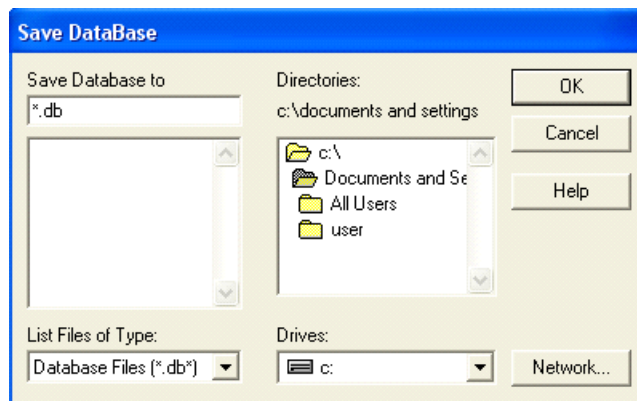 Save DataBase
Save Database to
*.db
Directories:
c:\documents and settings
c:\
Documents and Se
All Users
user
OK
Cancel
Help
List Files of Type:
Database Files (*.db*)
Drives:
c:
Network...